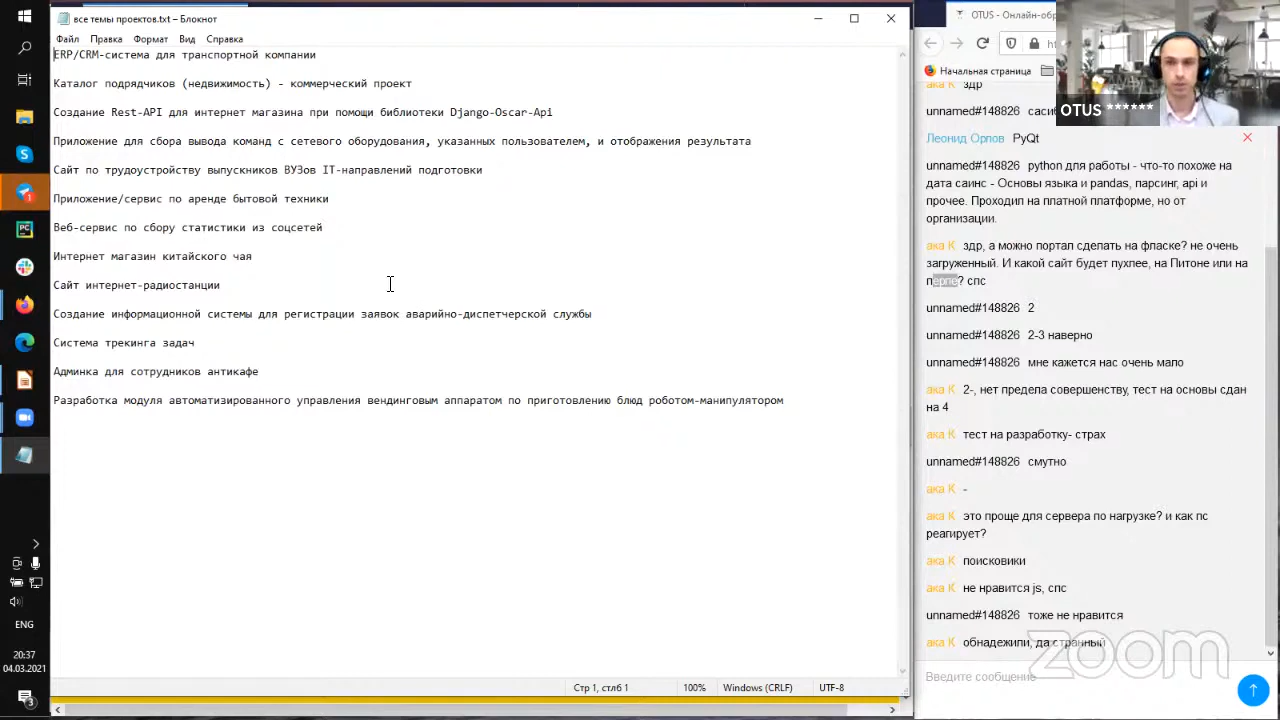 все темы проектов.txt – Блокнот
Файл Правка Формат Вид Справка
ERP/CRM-система для транспортной компании
Каталог подрядчиков (недвижимость) - коммерческий проект
Создание Rest-API для интернет магазина при помощи библиотеки Django-Oscar-Api
Приложение для сбора вывода команд с сетевого оборудования, указанных пользователем, и отображения результата
Сайт по трудоустройству выпускников ВУЗов IT-направлений подготовки
Приложение/сервис по аренде бытовой техники
Веб-сервис по сбору статистики из соцсетей
Интернет магазин китайского чая
Сайт интернет-радиостанции
Создание информационной системы для регистрации заявок аварийно-диспетчерской службы
Система трекинга задач
Админка для сотрудников антикафе
Разработка модуля автоматизированного управления вендинговым аппаратом по приготовлению блюд роботом-манипулятором
Стр 1, стлб 1 100% Windows (CRLF) UTF-8
ENG
20:37
04.03.2021
3
OTUS - Онлайн-обр
Начальная страница
OTUS ******
ака К здр
unnamed#148826 сасиб
Леонид Орлов PyQt
unnamed#148826 python для работы - что-то похоже на
дата саинс - Основы языка и pandas, парсинг, api и
прочее. Проходил на платной платформе, но от
организации.
ака К здр, а можно портал сделать на фласке? не очень
загруженный. И какой сайт будет пухлее, на Питоне или на
перле? спс
unnamed#148826 2
unnamed#148826 2-3 наверно
unnamed#148826 мне кажется нас очень мало
ака К 2-, нет предела совершенству, тест на основы сдан
на 4
ака К тест на разработку- страх
unnamed#148826 смутно
ака К -
ака К это проще для сервера по нагрузке? и как пс
реагирует?
ака К поисковики
ака К не нравится js, спс
unnamed#148826 тоже не нравится
ака К обнадежили, да странный
zoom
Введите сообщение